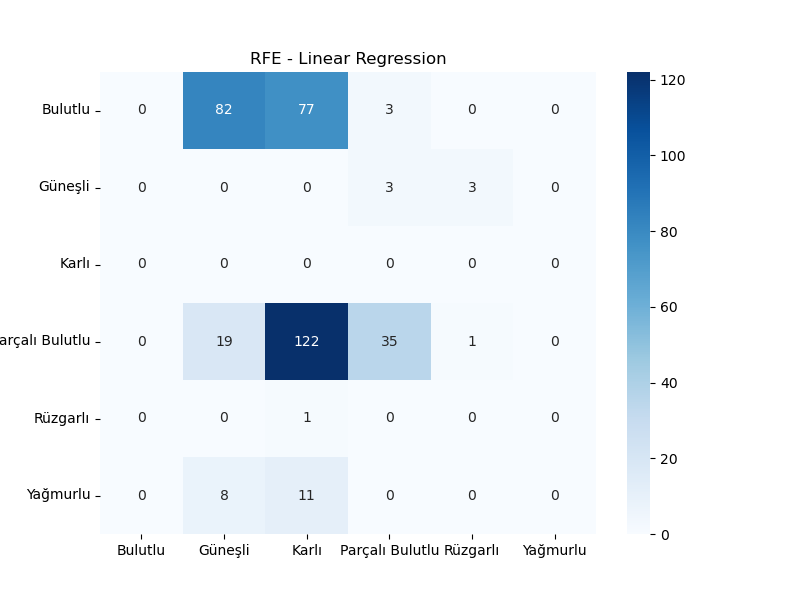 RFE - Linear Regression
Bulutlu 0 82 77 3 0 0
Güneşli 0 0 0 3 3 0
Karlı 0 0 0 0 0 0
arçalı Bulutlu 0 19 122 35 1 0
Rüzgarlı 0 0 1 0 0 0
Yağmurlu 0 8 11 0 0 0
Bulutlu Güneşli Karlı Parçalı Bulutlu Rüzgarlı Yağmurlu
120
100
80
60
40
20
0